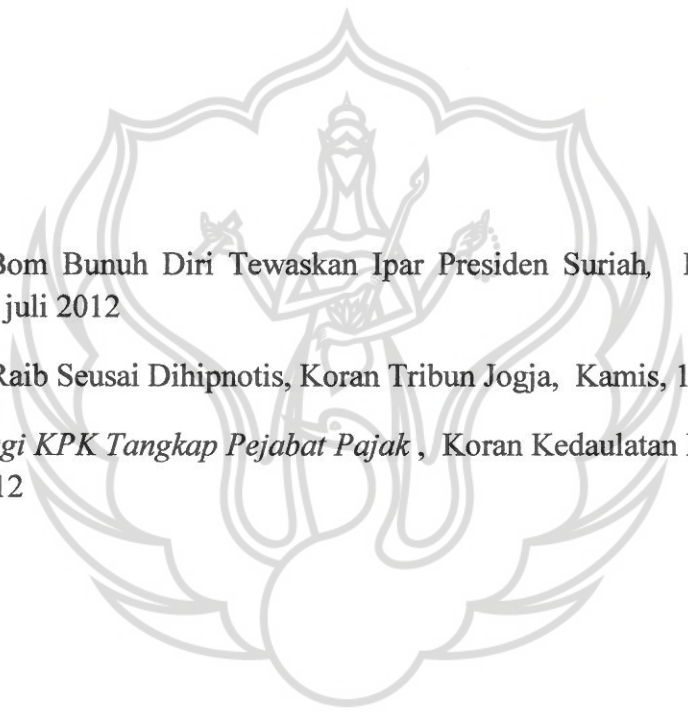 Bom Bunuh Diri Tewaskan Ipar Presiden Suriah,
juli 2012
Raib Seusai Dihipnotis, Koran Tribun Jogja, Kamis, 1
gi KPK Tangkap Pejabat Pajak , Koran Kedaulatan
12